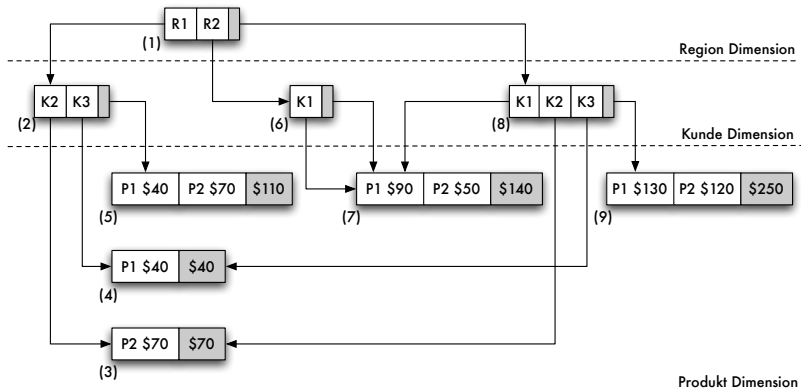 R1 R2
(1)
Region Dimension
K2 K3
K1
K1 K2 K3
(2)
(6)
(8)
Kunde Dimension
P1 $40 P2 $70 $110
P1 $90 P2 $50 $140
P1 $130 P2 $120 $250
(5)
(7)
(9)
P1 $40 $40
(4)
P2 $70 $70
(3)
Produkt Dimension